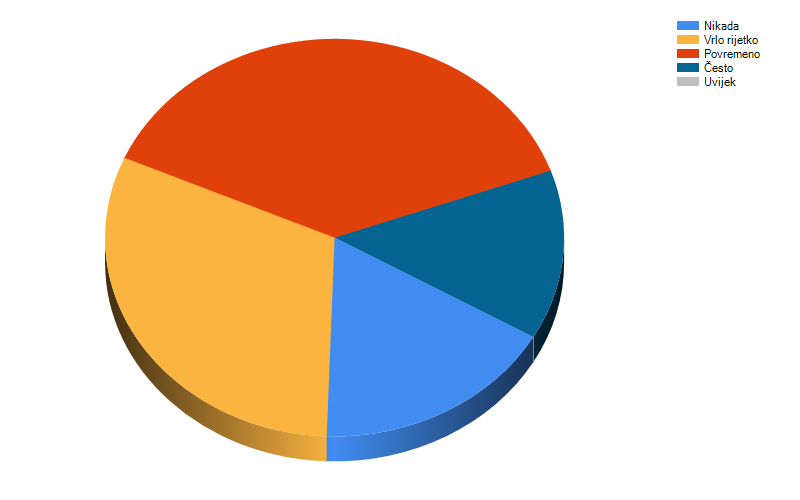 Nikada
Vrlo rijetko
Povremeno
Često
Uvijek